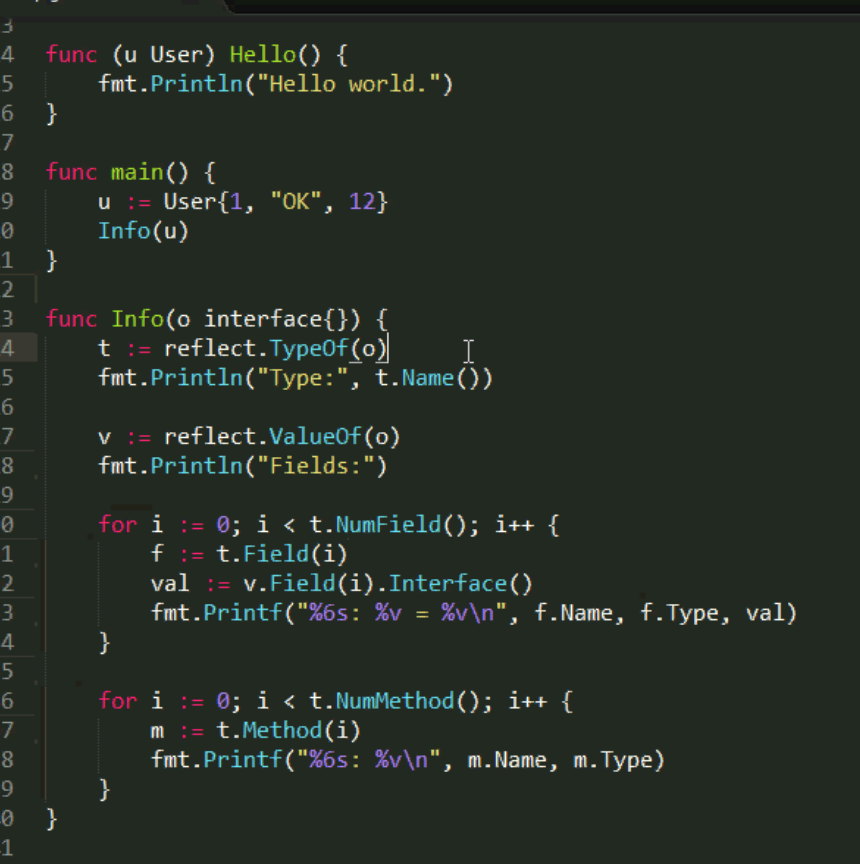 3
4 func (u User) Hello() {
5     fmt.Println("Hello world.")
6 }
7
8 func main() {
9     u := User{1, "OK", 12}
0     Info(u)
1 }
2
3 func Info(o interface{}) {
4     t := reflect.TypeOf(o)
5     fmt.Println("Type:", t.Name())
6
7     v := reflect.ValueOf(o)
8     fmt.Println("Fields:")
9
0     for i := 0; i < t.NumField(); i++ {
1         f := t.Field(i)
2         val := v.Field(i).Interface()
3         fmt.Printf("%6s: %v = %v\n", f.Name, f.Type, val)
4     }
5
6     for i := 0; i < t.NumMethod(); i++ {
7         m := t.Method(i)
8         fmt.Printf("%6s: %v\n", m.Name, m.Type)
9     }
0 }
1